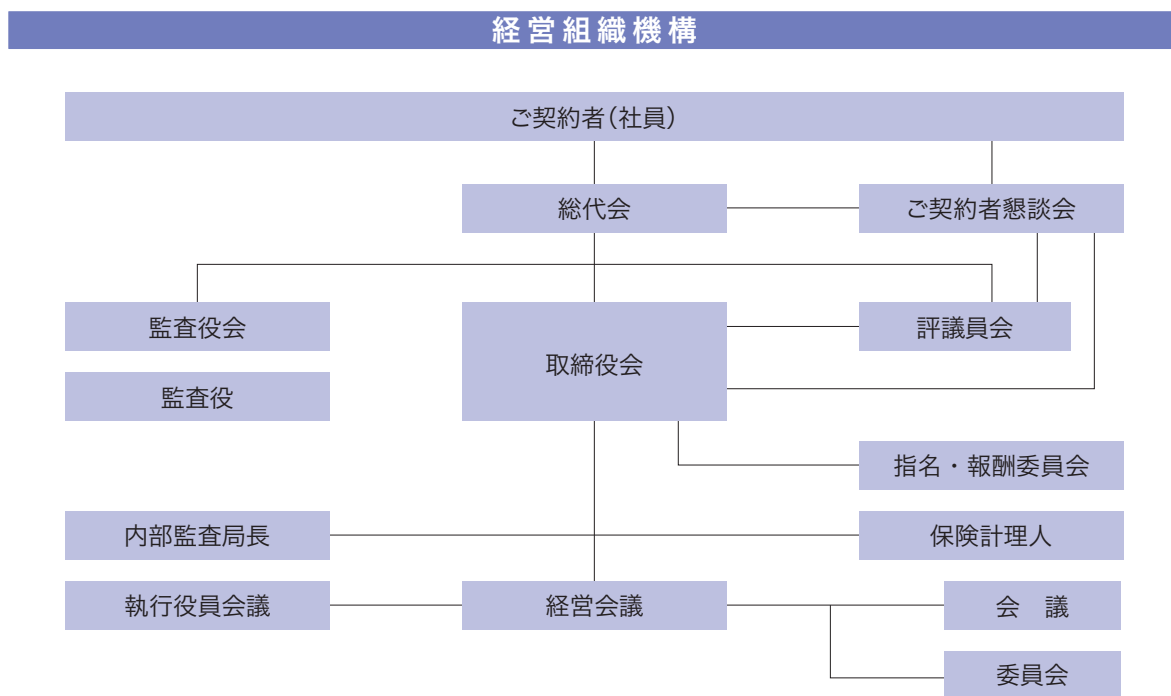 経営組織機構
ご契約者（社員）
総代会
ご契約者懇談会
監査役会
取締役会
評議員会
監査役
指名・報酬委員会
内部監査局長
保険計理人
執行役員会議
経営会議
会　議
委員会